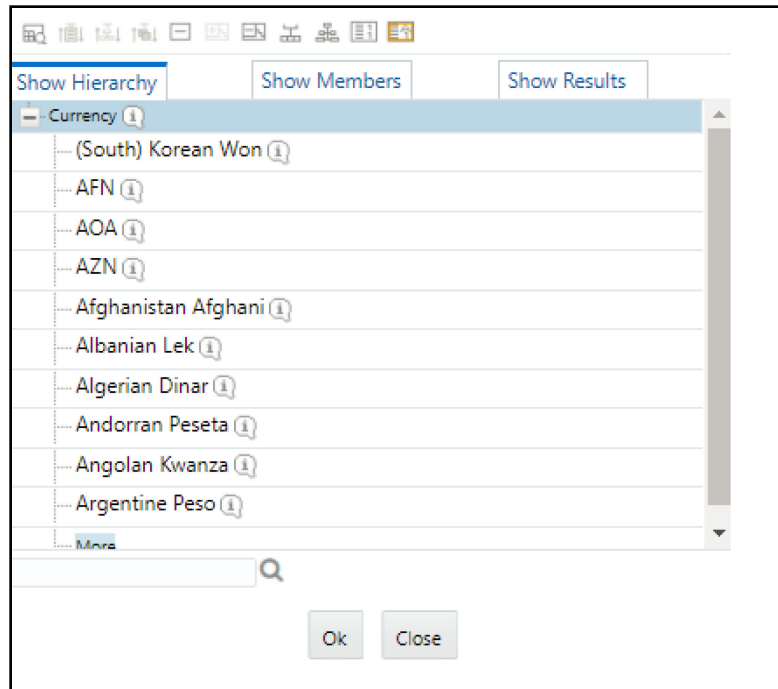 Show Hierarchy Show Members Show Results
Currency
(South) Korean Won
AFN
AOA
AZN
Afghanistan Afghani
Albanian Lek
Algerian Dinar
Andorran Peseta
Angolan Kwanza
Argentine Peso
More
Ok Close